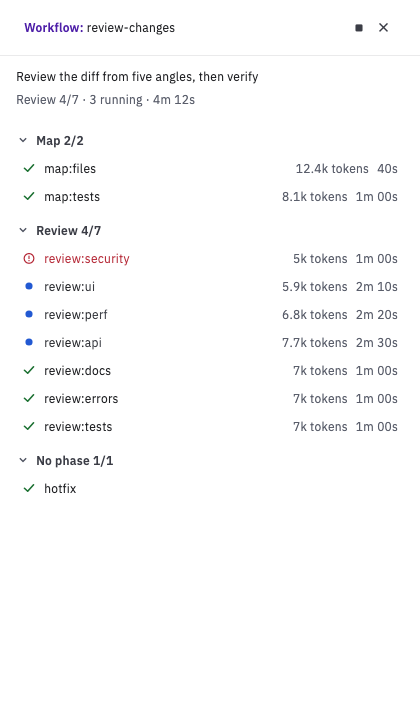 Workflow: review-changes
Review the diff from five angles, then verify
Review 4/7 · 3 running · 4m 12s
Map 2/2
map:files 12.4k tokens 40s
map:tests 8.1k tokens 1m 00s
Review 4/7
review:security 5k tokens 1m 00s
review:ui 5.9k tokens 2m 10s
review:perf 6.8k tokens 2m 20s
review:api 7.7k tokens 2m 30s
review:docs 7k tokens 1m 00s
review:errors 7k tokens 1m 00s
review:tests 7k tokens 1m 00s
No phase 1/1
hotfix